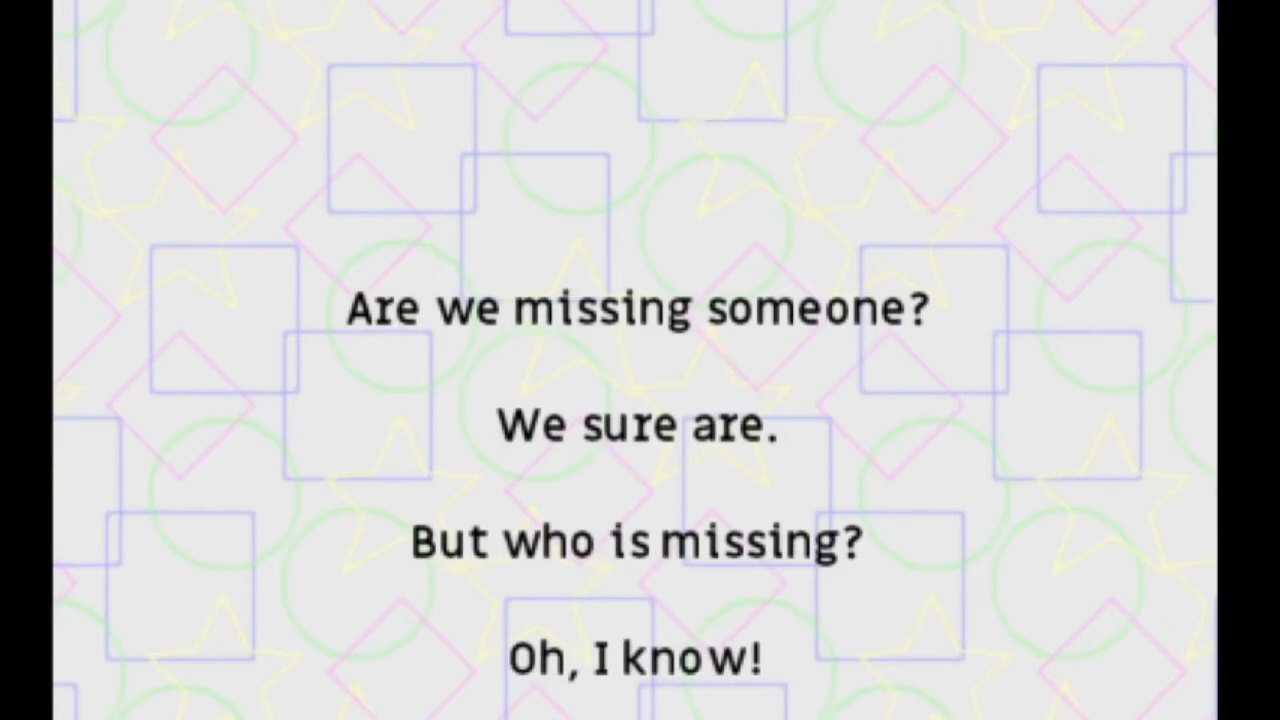 Are we missing someone?
We sure are.
But who is missing?
Oh, I know!